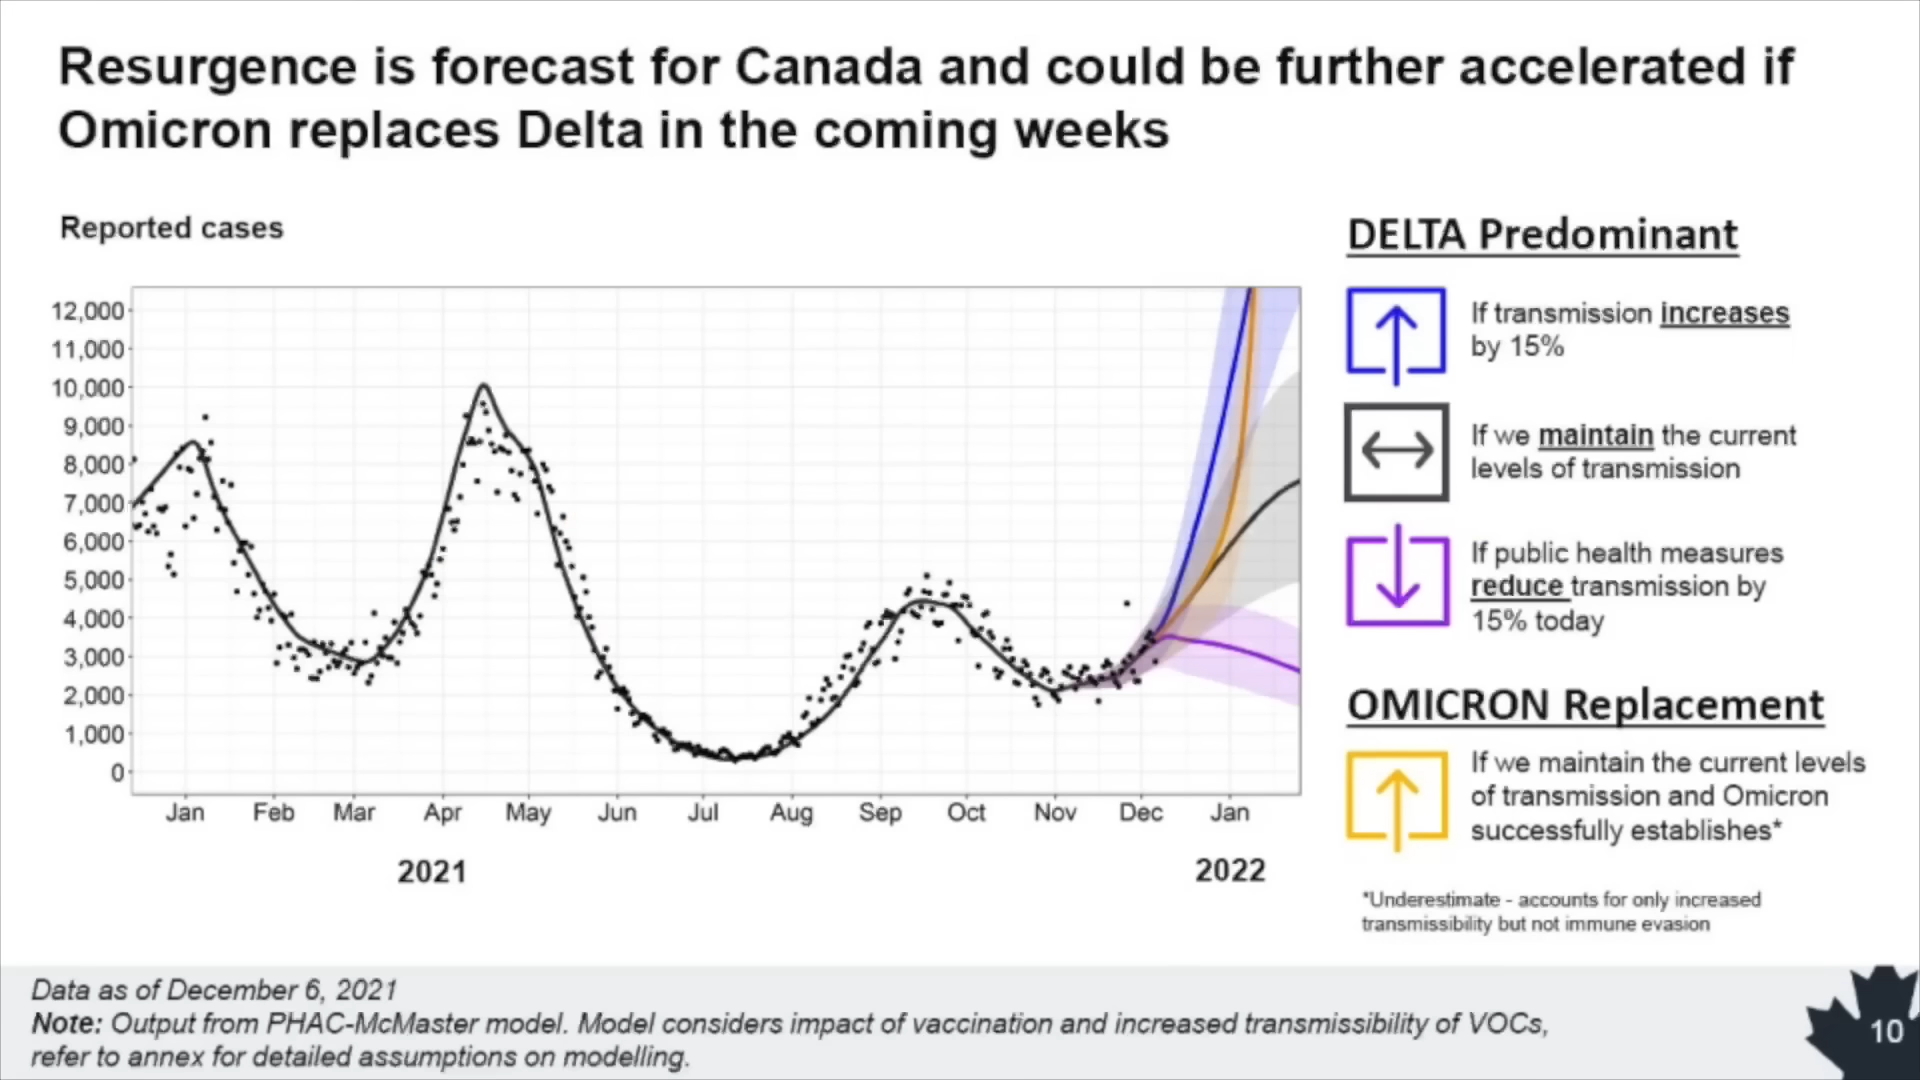 Resurgence is forecast for Canada and could be further accelerated if
Omicron replaces Delta in the coming weeks
Reported cases
12,000
11,000
10,000
9,000
8,000
7,000
6,000
5,000
4,000
3,000
2,000
1,000
0
Jan Feb Mar Apr May Jun Jul Aug Sep Oct Nov Dec Jan
2021 2022
DELTA Predominant
If transmission increases
by 15%
If we maintain the current
levels of transmission
If public health measures
reduce transmission by
15% today
OMICRON Replacement
If we maintain the current levels
of transmission and Omicron
successfully establishes*
*Underestimate - accounts for only increased
transmissibility but not immune evasion
Data as of December 6, 2021
Note: Output from PHAC-McMaster model. Model considers impact of vaccination and increased transmissibility of VOCs,
refer to annex for detailed assumptions on modelling.
10